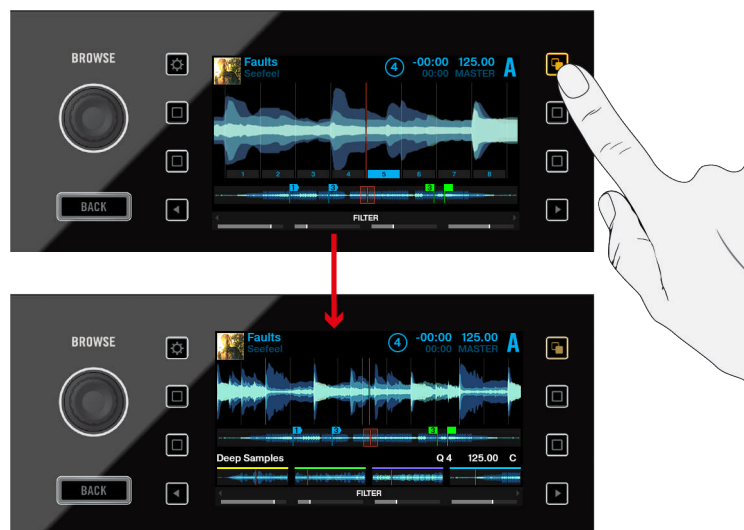 BROWSE
Faults
Seefeel
4
-00:00 125.00
00:00 MASTER
A
1 2 3 4 5 6 7 8
1 3 3
BACK
FILTER
BROWSE
Faults
Seefeel
4
-00:00 125.00
00:00 MASTER
A
1 3 3
Deep Samples Q 4 125.00 C
BACK
FILTER